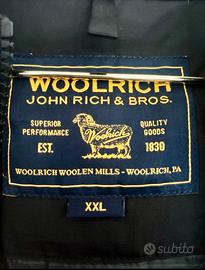 WOOLRICH
JOHN RICH & BROS.
SUPERIOR
PERFORMANCE
QUALITY
GOODS
Woolrich
EST.
1830
WOOLRICH WOOLEN MILLS - WOOLRICH, PA
XXL
subito